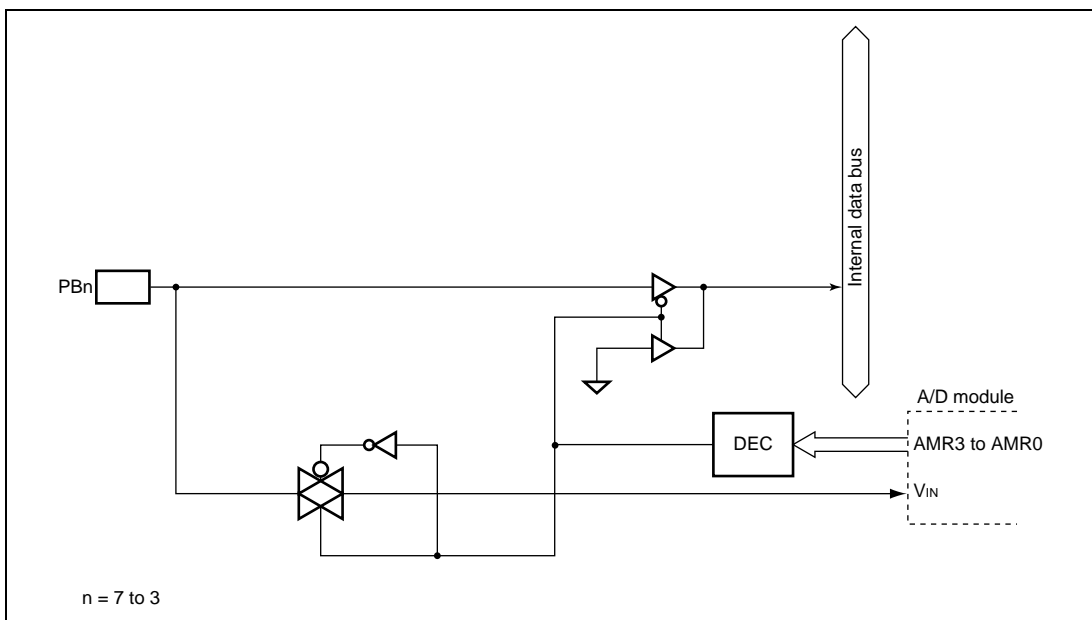 Internal data bus
PBn
A/D module
DEC
AMR3 to AMR0
VIN
n = 7 to 3